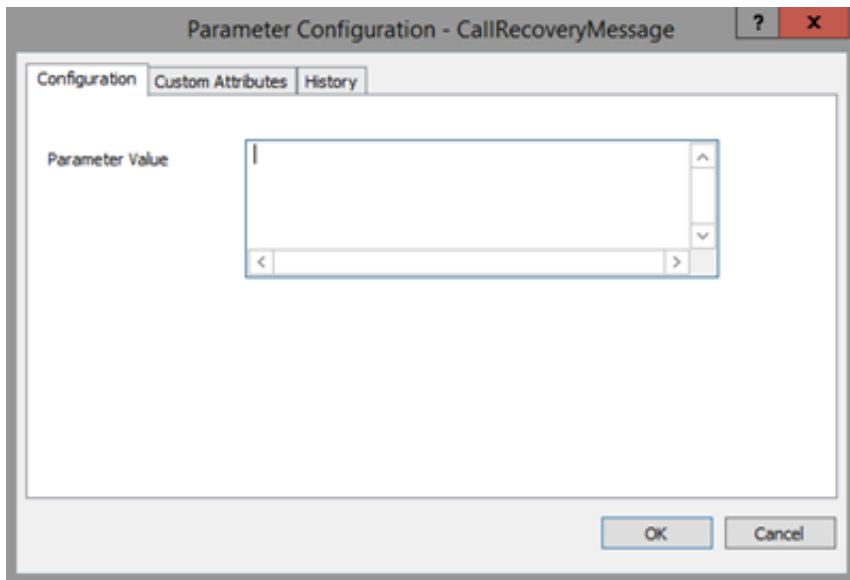 Parameter Configuration - CallRecoveryMessage
? x
Configuration Custom Attributes History
Parameter Value
OK Cancel